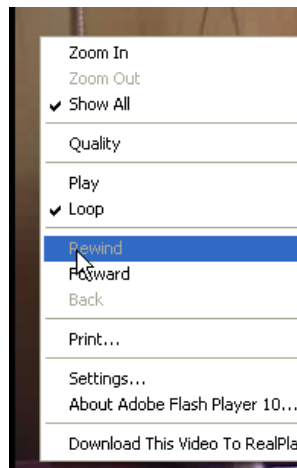 Zoom In
Zoom Out
Show All
Quality
Play
Loop
Rewind
Forward
Back
Print...
Settings...
About Adobe Flash Player 10...
Download This Video To RealPla